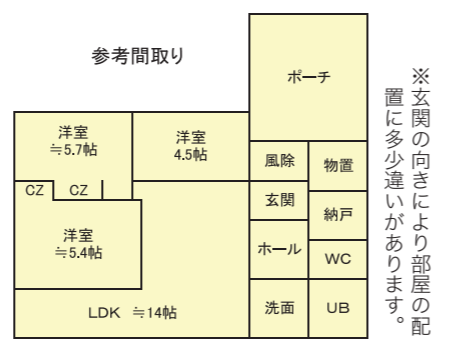 参考間取り
ポーチ
洋室
≒5.7帖
洋室
4.5帖
風除
物置
CZ
CZ
玄関
納戸
洋室
≒5.4帖
ホール
WC
LDK ≒14帖
洗面
UB
※玄関の向きにより部屋の配
置に多少違いがあります。